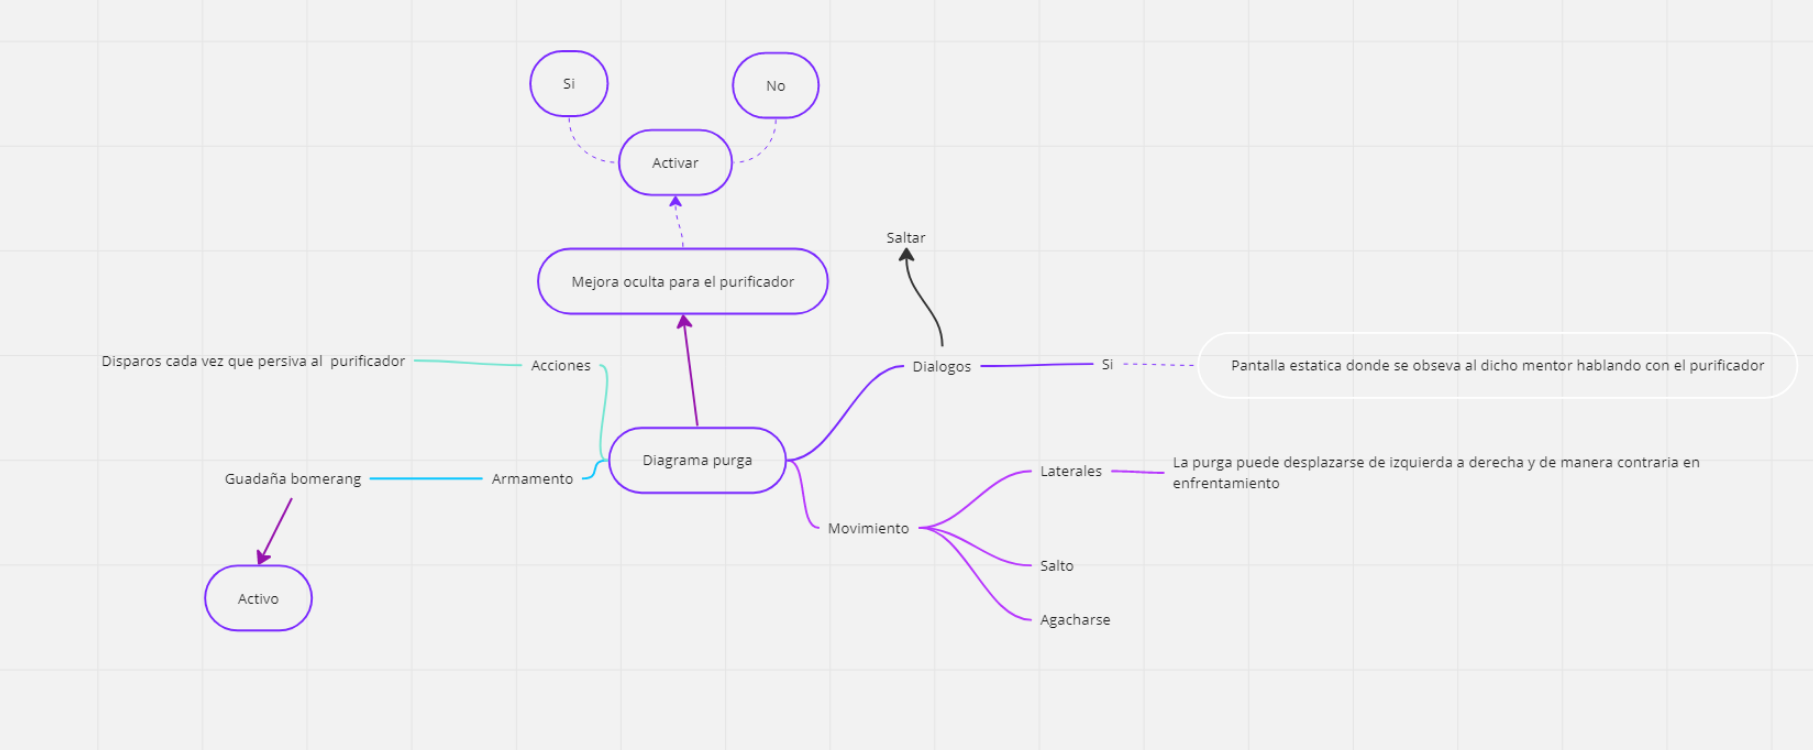 Si
No
Activar
Saltar
Mejora oculta para el purificador
Disparos cada vez que persiva al  purificador
Acciones
Dialogos
Si
Pantalla estatica donde se obseva al dicho mentor hablando con el purificador
Diagrama purga
Guadaña bomerang
Armamento
Laterales
La purga puede desplazarse de izquierda a derecha y de manera contraria en
enfrentamiento
Movimiento
Salto
Activo
Agacharse